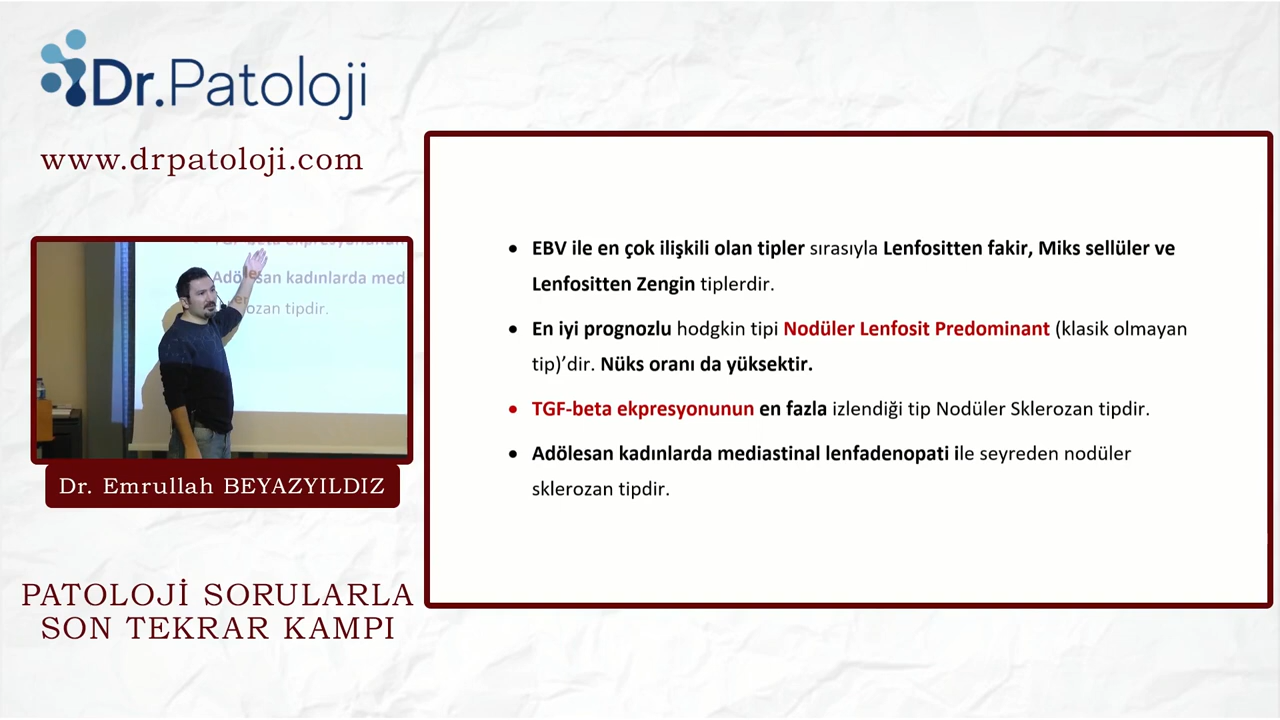 Dr.Patoloji
www.drpatoloji.com
• EBV ile en çok ilişkili olan tipler sırasıyla Lenfositten fakir, Miks sellüler ve
Lenfositten Zengin tiplerdir.
• En iyi prognozlu hodgkin tipi Nodüler Lenfosit Predominant (klasik olmayan
tip)’dir. Nüks oranı da yüksektir.
• TGF-beta ekpresyonunun en fazla izlendiği tip Nodüler Sklerozan tipdir.
• Adölesan kadınlarda mediastinal lenfadenopati ile seyreden nodüler
sklerozan tipdir.
TGF-beta ekpresyonunun
Adölesan kadınlarda med
ozan tipdir.
Dr. Emrullah BEYAZYILDIZ
PATOLOJİ SORULARLA
SON TEKRAR KAMPI